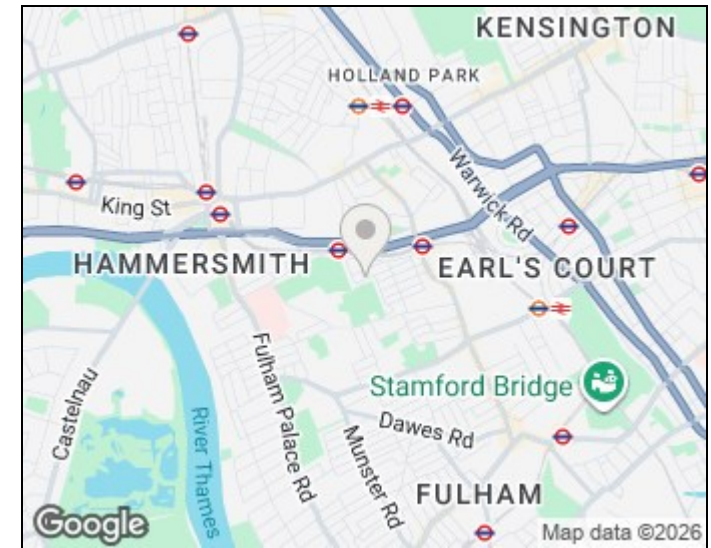 KENSINGTON
HOLLAND PARK
Warwick Rd
King St
HAMMERSMITH
EARL'S COURT
Fulham Palace Rd
Castelnau
River Thames
Stamford Bridge
Dawes Rd
Munster Rd
FULHAM
Google
Map data ©2026